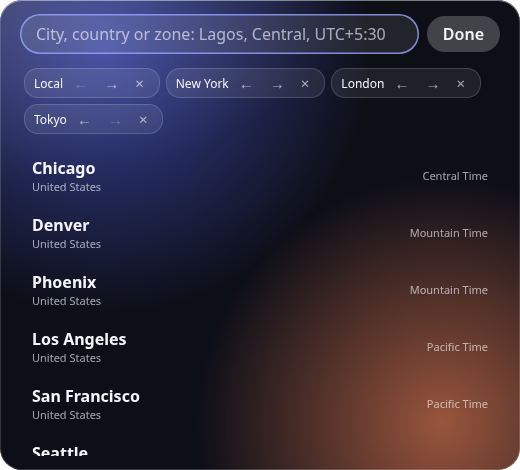 City, country or zone: Lagos, Central, UTC+5:30
Done
Local ← → ×
New York ← → ×
London ← → ×
Tokyo ← → ×
Chicago
United States
Central Time
Denver
United States
Mountain Time
Phoenix
United States
Mountain Time
Los Angeles
United States
Pacific Time
San Francisco
United States
Pacific Time
Seattle